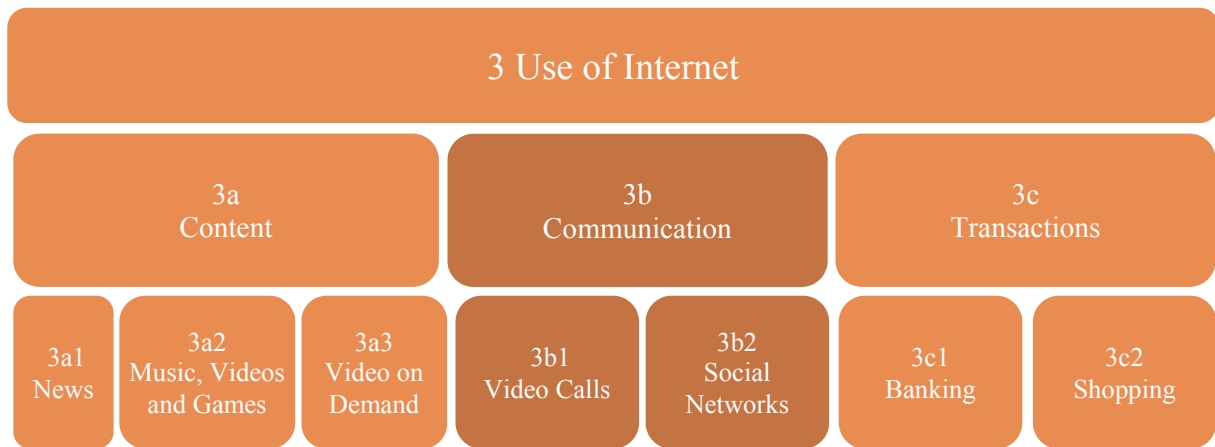 3 Use of Internet
3a
Content
3b
Communication
3c
Transactions
3a1
News
3a2
Music, Videos
and Games
3a3
Video on
Demand
3b1
Video Calls
3b2
Social
Networks
3c1
Banking
3c2
Shopping